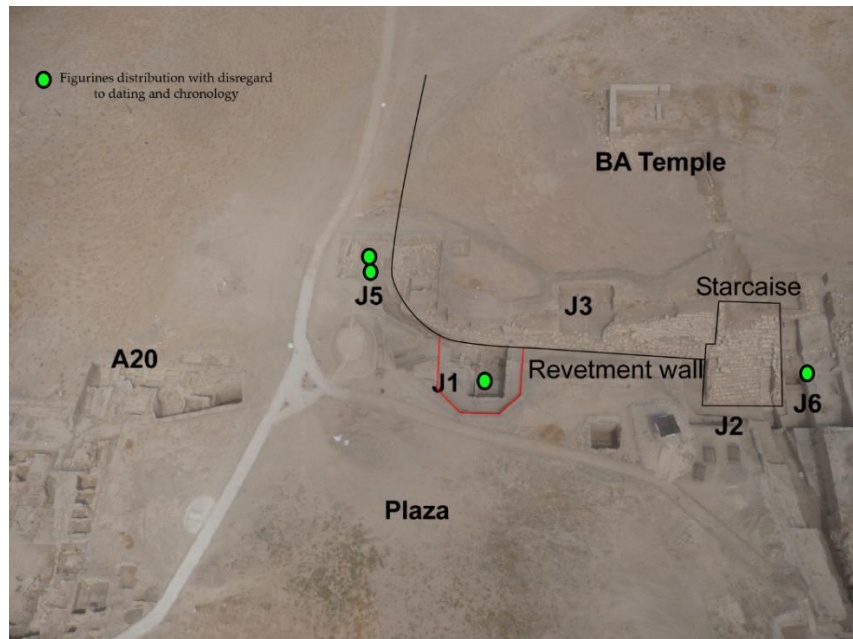 Figurines distribution with disregard
to dating and chronology
BA Temple
J5
J3
Starcaise
A20
J1
Revetment wall
J6
J2
Plaza